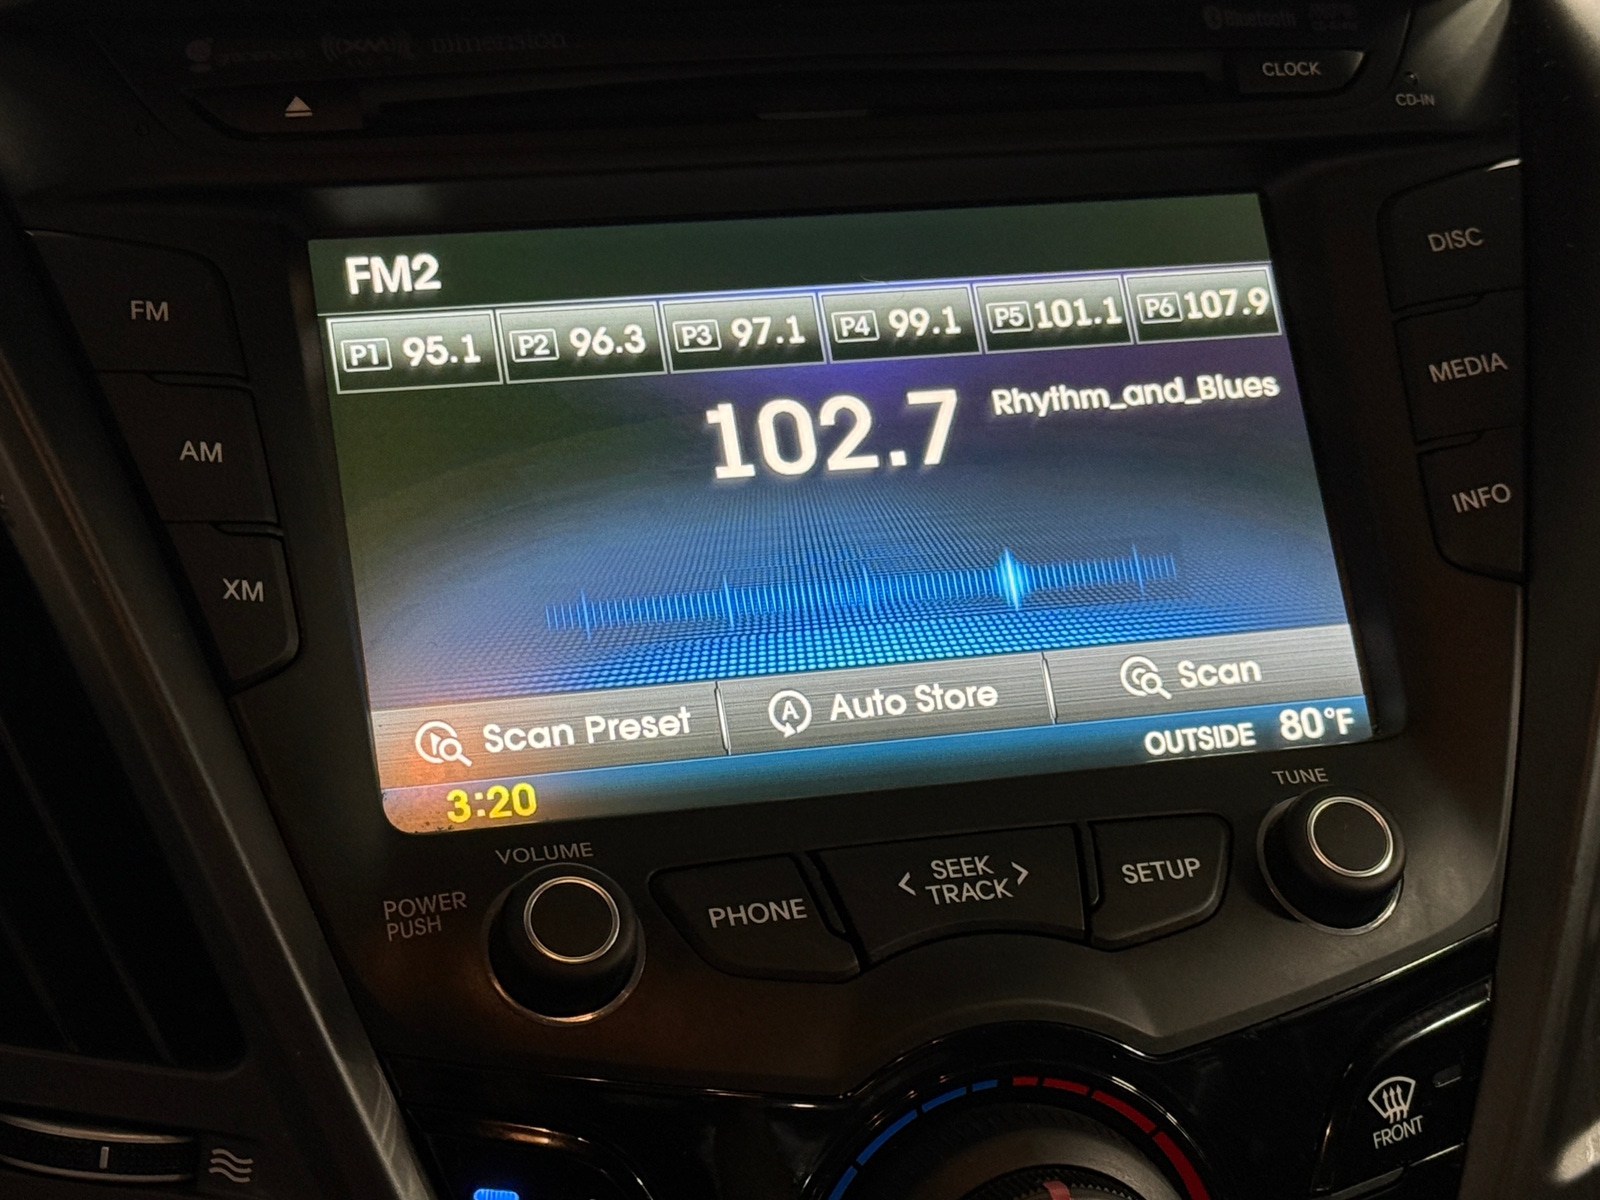 Dimension
Bluetooth
CLOCK
CD-IN
FM2
P1 95.1 P2 96.3 P3 97.1 P4 99.1 P5 101.1 P6 107.9
102.7 Rhythm_and_Blues
Scan Preset Auto Store Scan
3:20 OUTSIDE 80°F
FM
AM
XM
DISC
MEDIA
INFO
VOLUME
POWER
PUSH
PHONE
SEEK
TRACK
SETUP
TUNE
FRONT